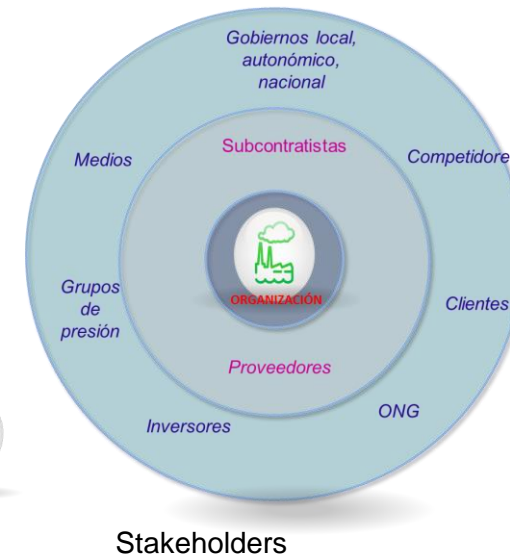 Gobiernos local,
autonómico,
nacional
Subcontratistas
Medios
Competidore
ORGANIZACIÓN
Grupos
de
presión
Clientes
Proveedores
ONG
Inversores
Stakeholders